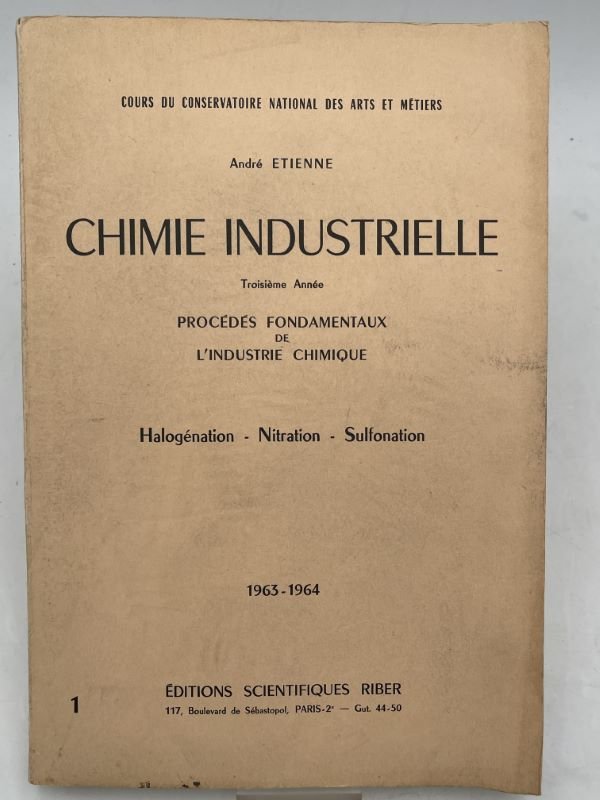 COURS DU CONSERVATOIRE NATIONAL DES ARTS ET MÉTIERS
André ETIENNE
CHIMIE INDUSTRIELLE
Troisième Année
PROCÉDÉS FONDAMENTAUX
DE
L'INDUSTRIE CHIMIQUE
Halogénation - Nitration - Sulfonation
1963-1964
ÉDITIONS SCIENTIFIQUES RIBER
117, Boulevard de Sébastopol, PARIS-2e — Gut. 44-50
1